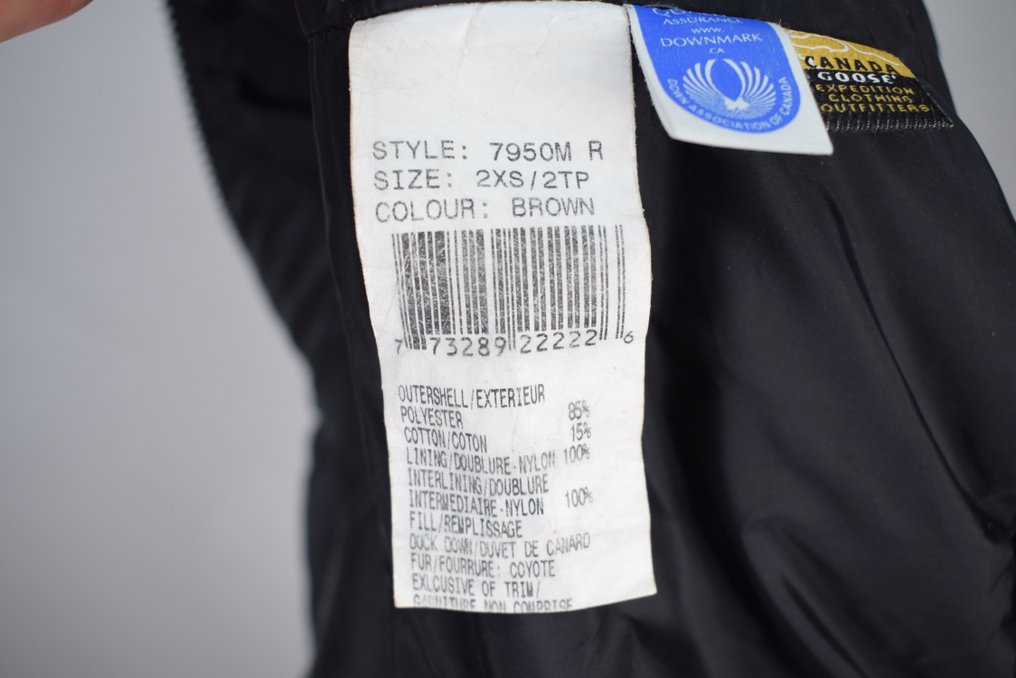 STYLE: 7950M R
SIZE: 2XS/2TP
COLOUR: BROWN
7 73289 22222 6
OUTERSHELL/EXTERIEUR
POLYESTER 85%
COTTON/COTON 15%
LINING/DOUBLURE-NYLON 100%
INTERLINING/DOUBLURE
INTERMEDIAIRE-NYLON 100%
FILL/REMPLISSAGE
DUCK DOWN/DUVET DE CANARD
FUR/FOURRURE: COYOTE
EXLCUSIVE OF TRIM/
GARNITURE NON COMPRISE
ASSURANCE
www.
DOWNMARK
CA
DOWN ASSOCIATION OF CANADA
CANADA
GOOSE
EXPEDITION
CLOTHING
OUTFITTERS®